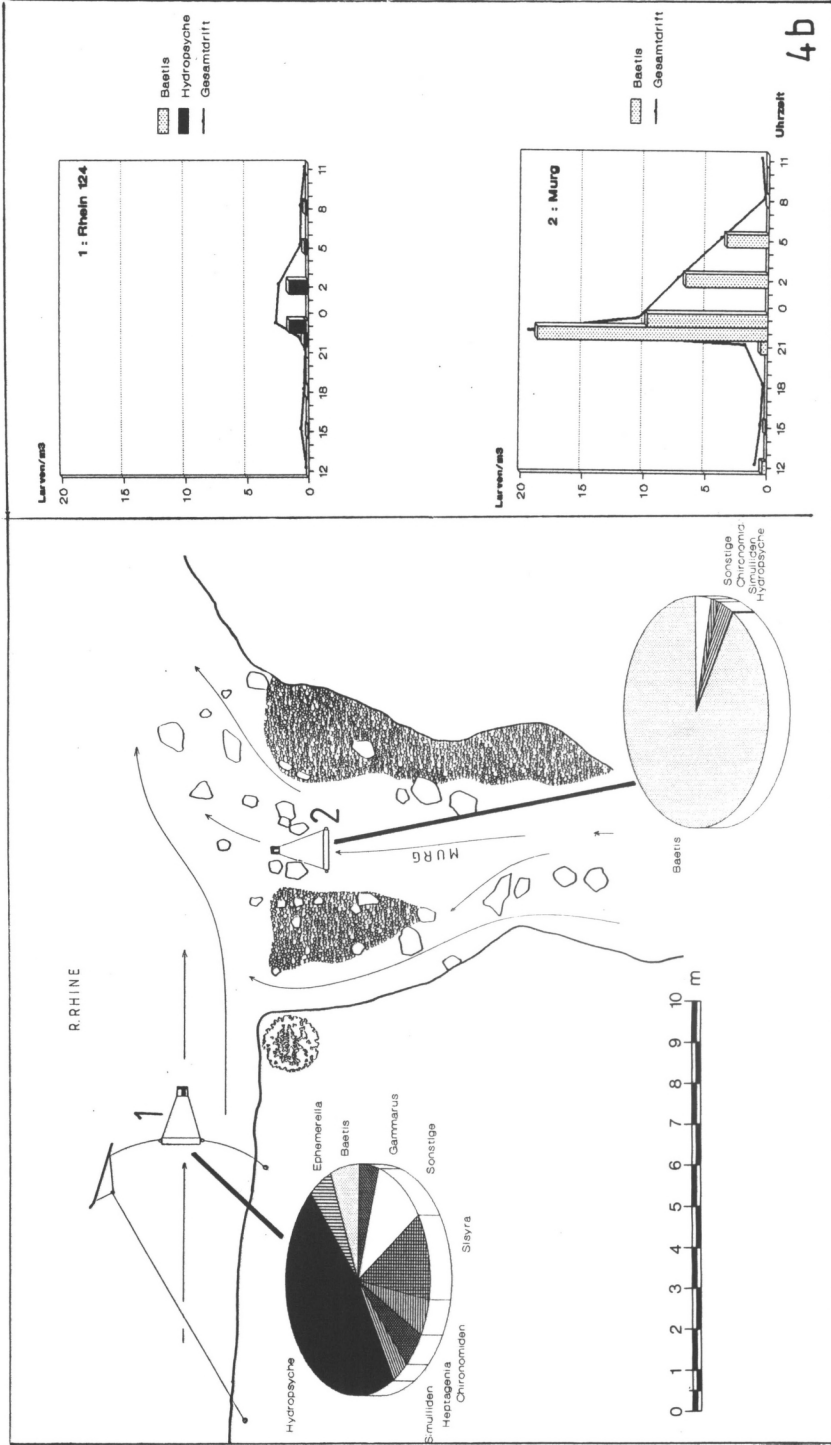 R.RHINE
1
Hydropsyche
Ephemerella
Baetis
Gammarus
Sonstige
Sisyra
Chironomiden
Heptagenia
Simuliiden
2
MURG
Baetis
Sonstige
Chironomid.
Simuliiden
Hydropsyche
0 1 2 3 4 5 6 7 8 9 10 m
Larven/m3
20
15
10
5
0
1 : Rhein 124
12 15 18 21 0 2 5 8 11
Baetis
Hydropsyche
Gesamtdrift
Larven/m3
20
15
10
5
0
2 : Murg
12 15 18 21 0 2 5 8 11
Uhrzeit
Baetis
Gesamtdrift
4b